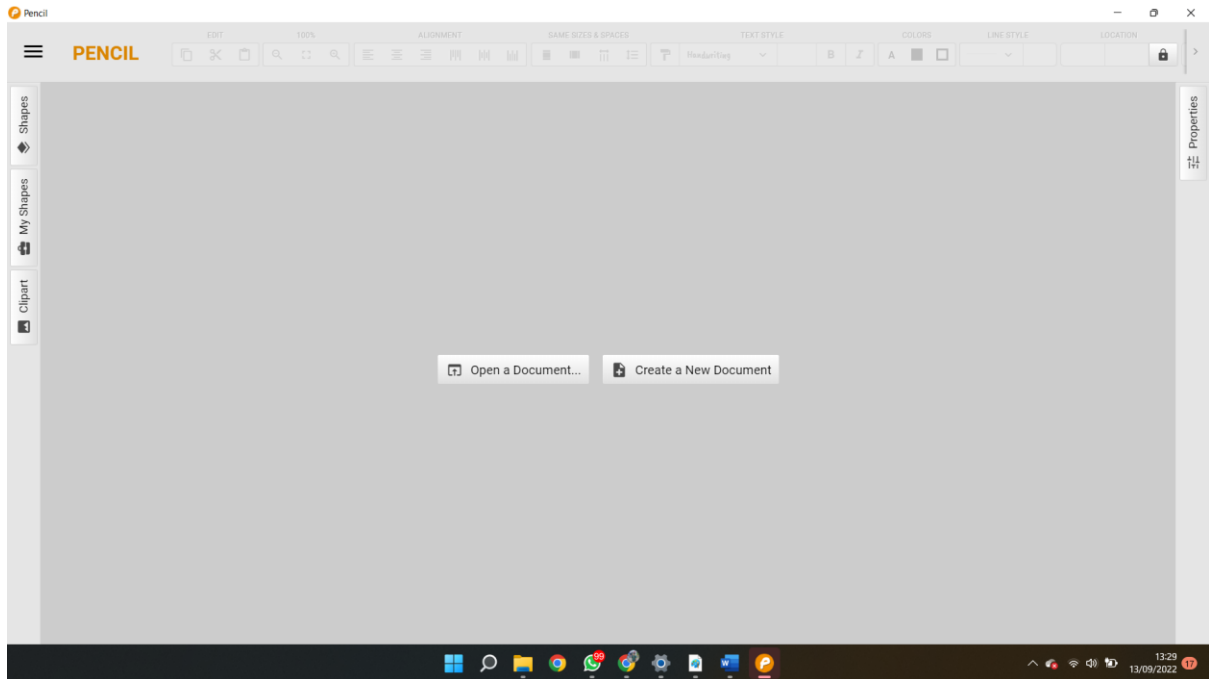 Pencil
EDIT 100% ALIGNMENT SAME SIZES & SPACES TEXT STYLE COLORS LINE STYLE LOCATION
PENCIL
Handwriting B I A
Shapes
My Shapes
Clipart
Properties
Open a Document... Create a New Document
99
13:29
13/09/2022
17